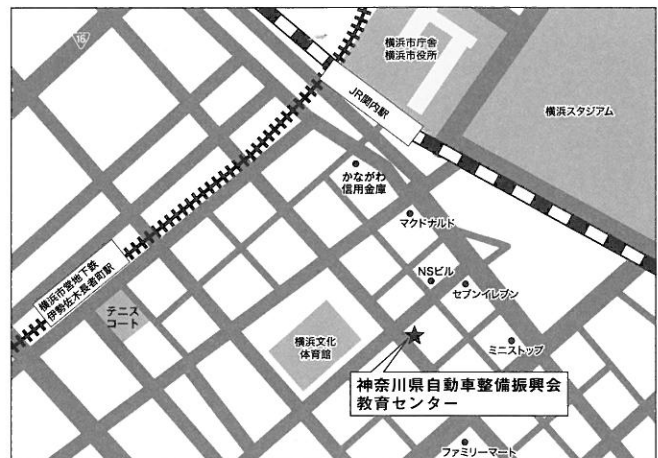 16
横浜市庁舎
横浜市役所
JR関内駅
横浜スタジアム
かながわ
信用金庫
マクドナルド
NSビル
セブンイレブン
横浜市営地下鉄
伊勢佐木長者町駅
テニス
コート
横浜文化
体育館
ミニストップ
神奈川県自動車整備振興会
教育センター
ファミリーマート